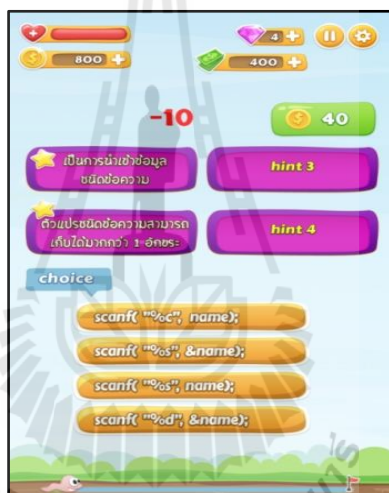 4
800
400
-10
40
เป็นการนำเข้าข้อมูล
ชนิดข้อความ
hint 3
ตัวแปรชนิดข้อความสามารถ
เก็บได้มากกว่า 1 อักขระ
hint 4
choice
scanf( "%c", name);
scanf( "%s", &name);
scanf( "%s", name);
scanf( "%d", &name);